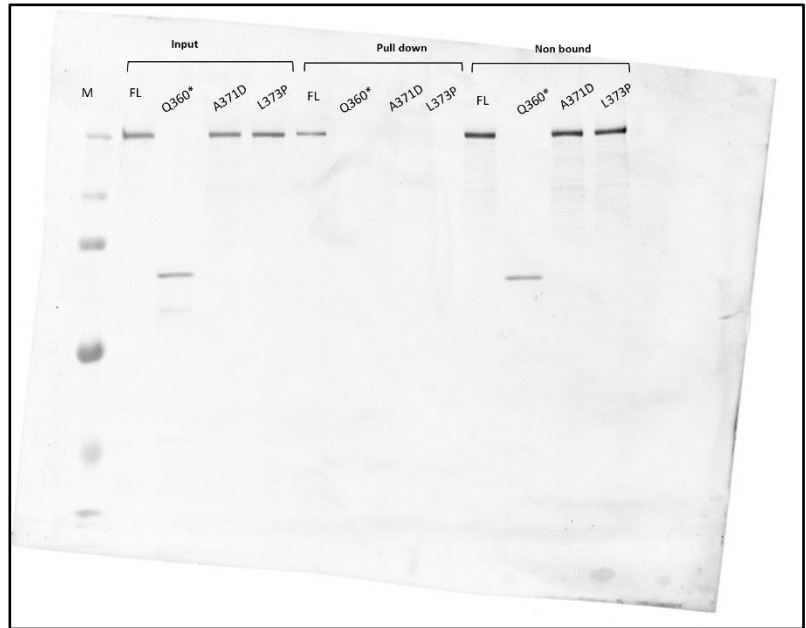 Input Pull down Non bound
M FL Q360* A371D L373P FL Q360* A371D L373P FL Q360* A371D L373P